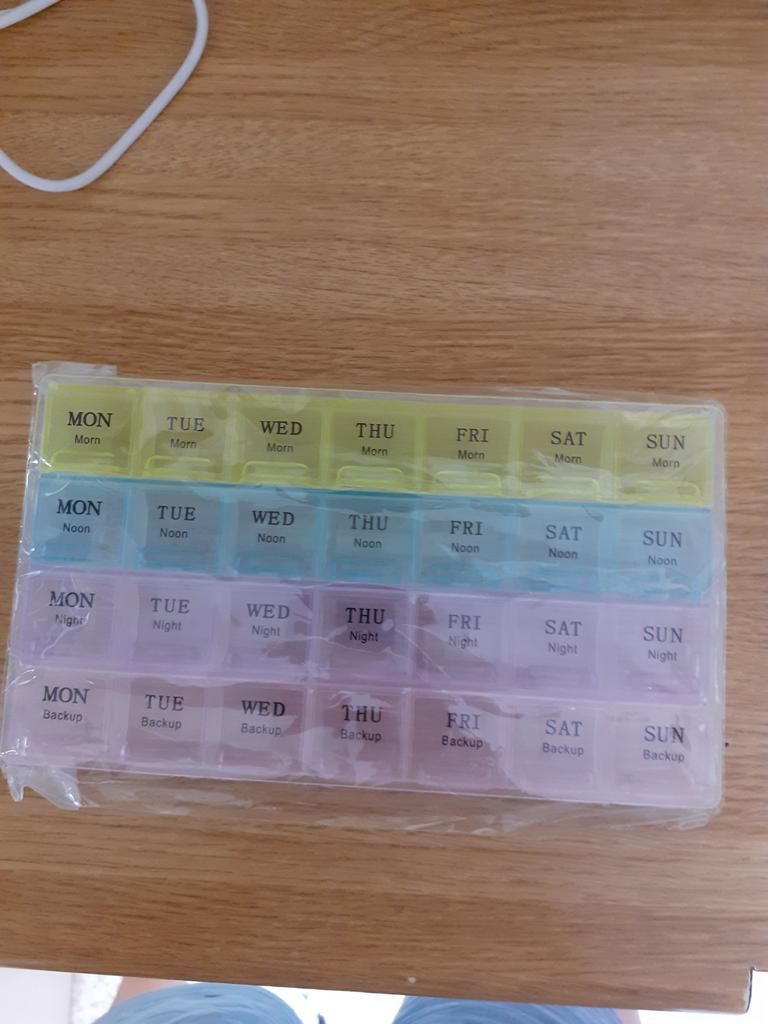 MON TUE WED THU FRI SAT SUN
Morn Morn Morn Morn Morn Morn Morn
MON TUE WED THU FRI SAT SUN
Noon Noon Noon Noon Noon Noon Noon
MON TUE WED THU FRI SAT SUN
Night Night Night Night Night Night Night
MON TUE WED THU FRI SAT SUN
Backup Backup Backup Backup Backup Backup Backup